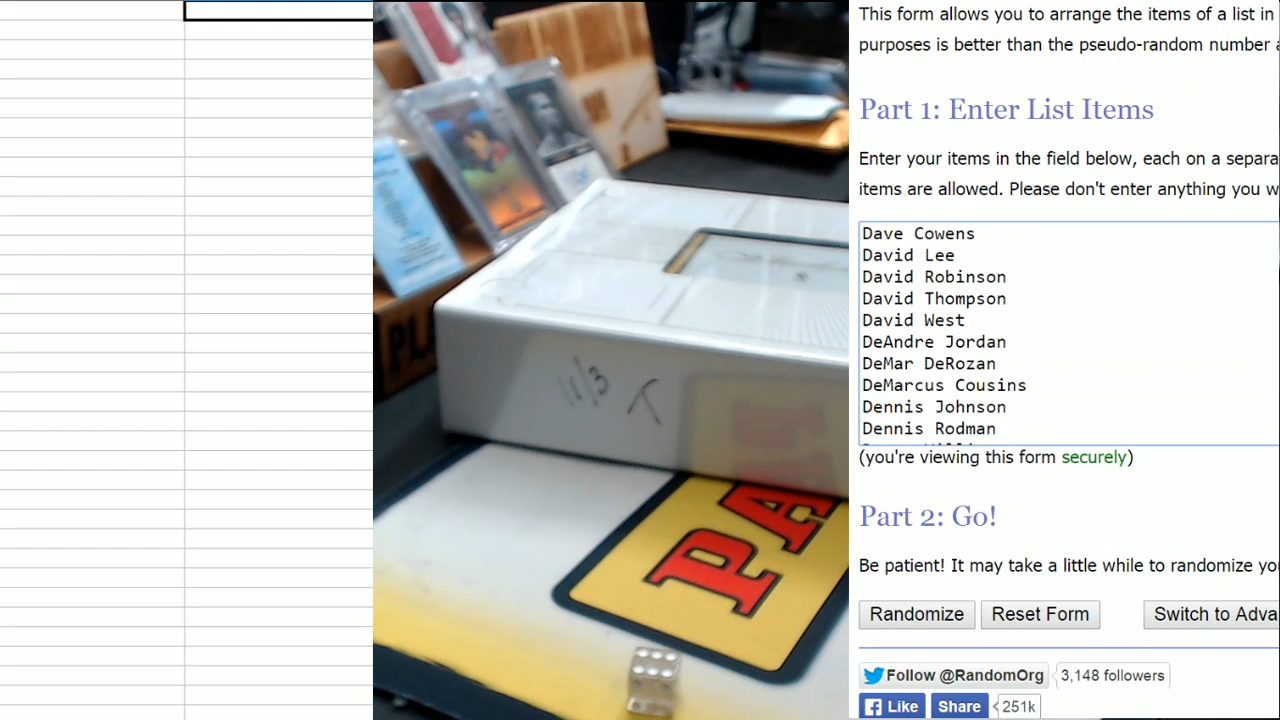 11/3 T
PA
This form allows you to arrange the items of a list in
purposes is better than the pseudo-random number
Part 1: Enter List Items
Enter your items in the field below, each on a separa
items are allowed. Please don't enter anything you w
Dave Cowens
David Lee
David Robinson
David Thompson
David West
DeAndre Jordan
DeMar DeRozan
DeMarcus Cousins
Dennis Johnson
Dennis Rodman
(you're viewing this form securely)
Part 2: Go!
Be patient! It may take a little while to randomize yo
Randomize Reset Form Switch to Adva
Follow @RandomOrg 3,148 followers
Like Share 251k